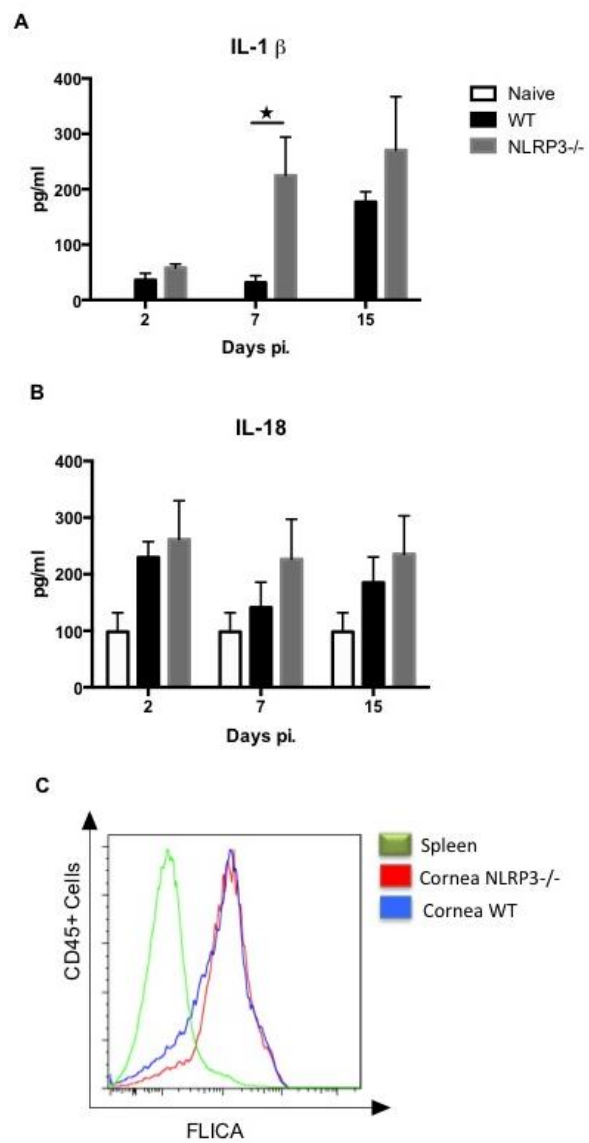 A
IL-1 β
400
300
200
100
0
pg/ml
★
2
7
15
Days pi.
Naive
WT
NLRP3-/-
B
IL-18
400
300
200
100
0
pg/ml
2
7
15
Days pi.
C
CD45+ Cells
FLICA
Spleen
Cornea NLRP3-/-
Cornea WT